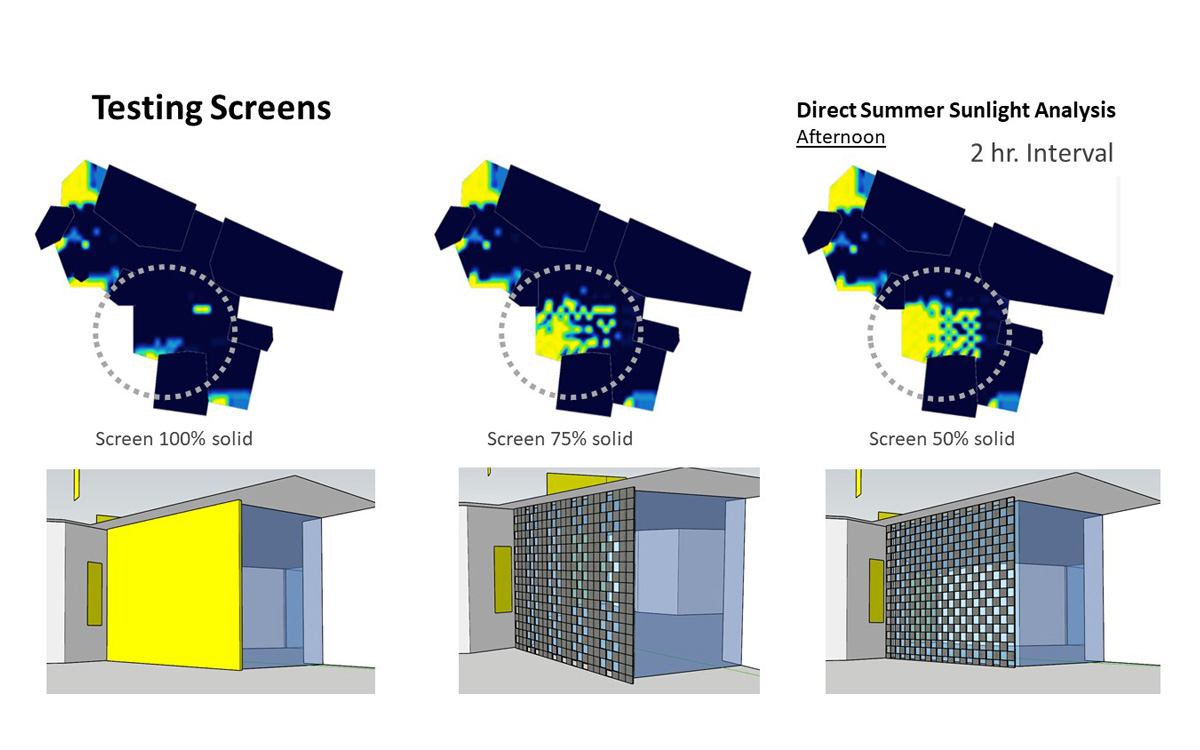 Testing Screens
Direct Summer Sunlight Analysis
Afternoon
2 hr. Interval
Screen 100% solid
Screen 75% solid
Screen 50% solid